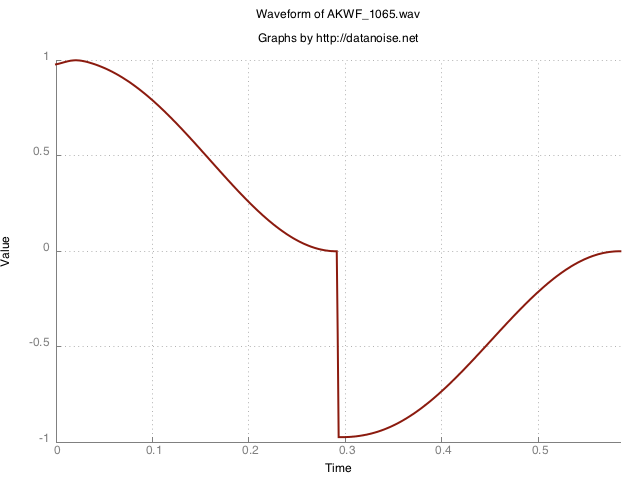 Waveform of AKWF_1065.wav
Graphs by http://datanoise.net
1
0.5
0
-0.5
-1
Value
0 0.1 0.2 0.3 0.4 0.5
Time